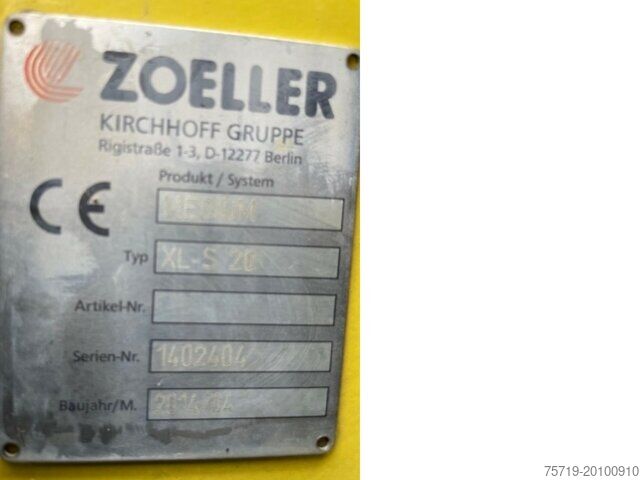 ZOELLER
KIRCHHOFF GRUPPE
Rigistraße 1-3, D-12277 Berlin
Produkt / System
CE
Typ XL-S 20
Artikel-Nr.
Serien-Nr. 1402404
Baujahr/M. 2014
75719-20100910